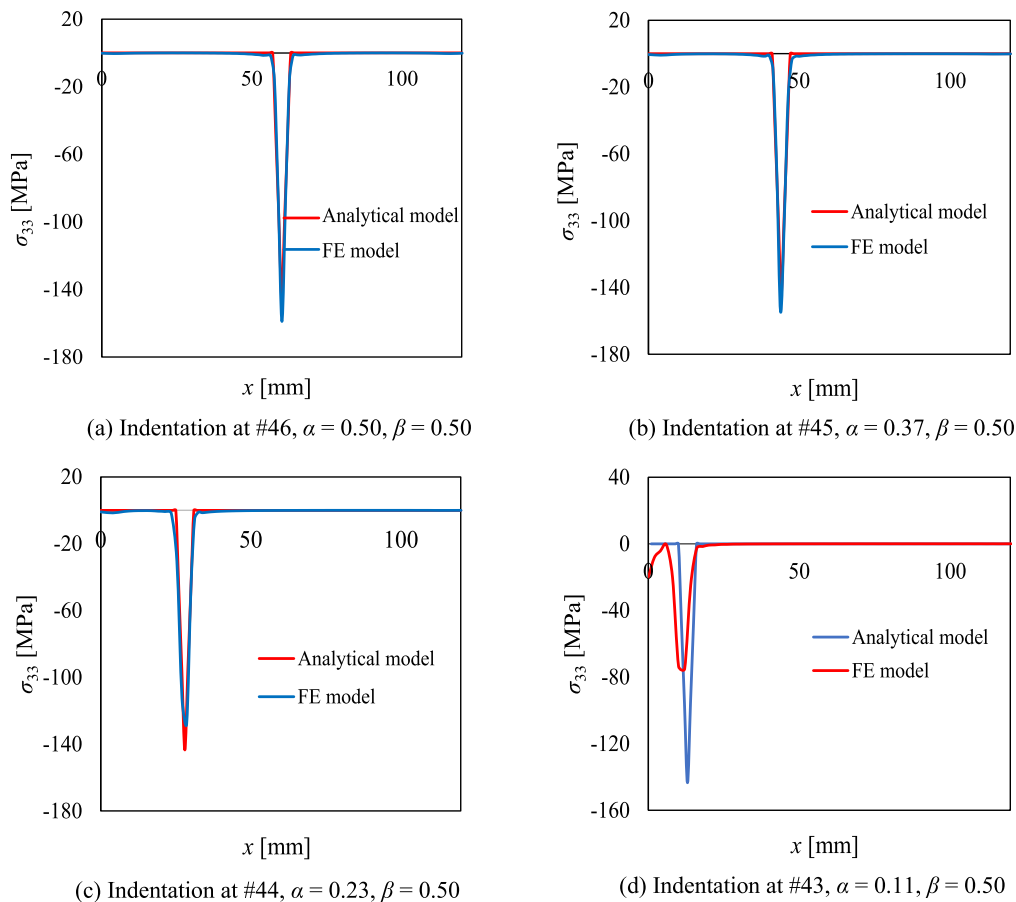 20
0
50
100
-20
-60
-100
-140
-180
σ33 [MPa]
Analytical model
FE model
x [mm]
(a) Indentation at #46, α = 0.50, β = 0.50
20
0
50
100
-20
-60
-100
-140
-180
σ33 [MPa]
Analytical model
FE model
x [mm]
(b) Indentation at #45, α = 0.37, β = 0.50
20
0
50
100
-20
-60
-100
-140
-180
σ33 [MPa]
Analytical model
FE model
x [mm]
(c) Indentation at #44, α = 0.23, β = 0.50
40
0
0
50
100
-40
-80
-120
-160
σ33 [MPa]
Analytical model
FE model
x [mm]
(d) Indentation at #43, α = 0.11, β = 0.50